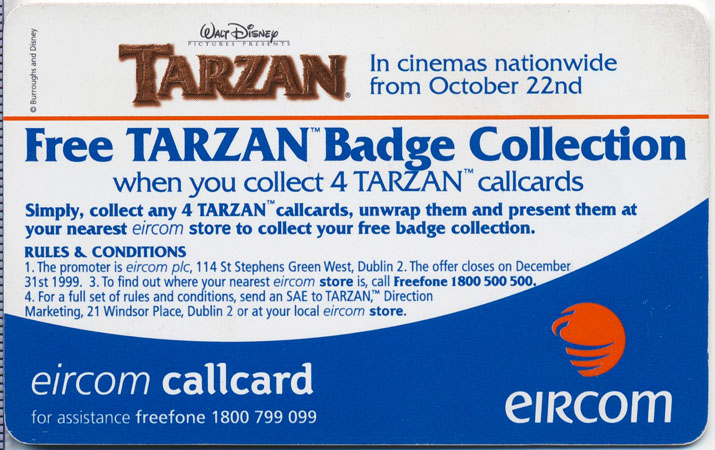 © Burroughs and Disney
WALT DISNEY
PICTURES PRESENTS
TARZAN®
In cinemas nationwide
from October 22nd
Free TARZAN™ Badge Collection
when you collect 4 TARZAN™ callcards
Simply, collect any 4 TARZAN™ callcards, unwrap them and present them at
your nearest eircom store to collect your free badge collection.
RULES & CONDITIONS
1. The promoter is eircom plc, 114 St Stephens Green West, Dublin 2. The offer closes on December
31st 1999. 3. To find out where your nearest eircom store is, call Freefone 1800 500 500.
4. For a full set of rules and conditions, send an SAE to TARZAN,™ Direction
Marketing, 21 Windsor Place, Dublin 2 or at your local eircom store.
eircom callcard
for assistance freefone 1800 799 099
eircom